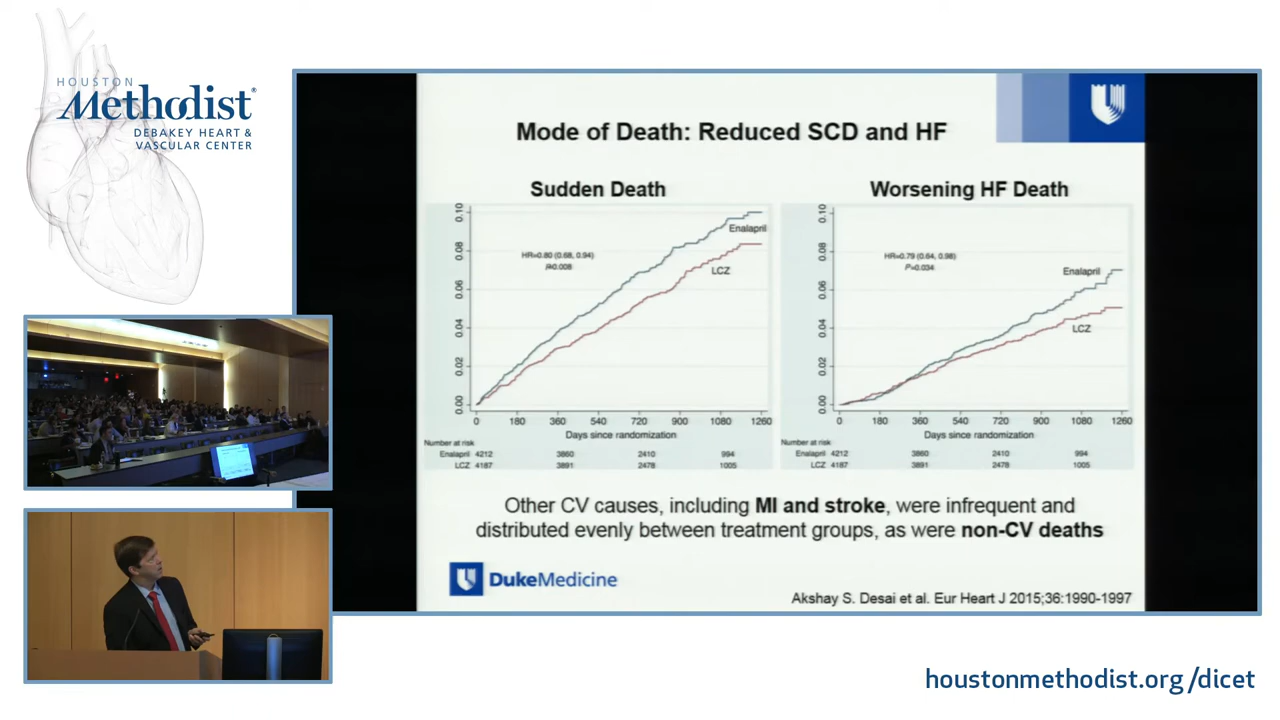 HOUSTON
Methodist®
DEBAKEY HEART &
VASCULAR CENTER
Mode of Death: Reduced SCD and HF
Sudden Death
0.10
0.08
0.06
0.04
0.02
0.00
HR=0.80 (0.68, 0.94)
P=0.008
Enalapril
LCZ
0 180 360 540 720 900 1080 1260
Days since randomization
Number at risk
Enalapril 4212 3860 2410 994
LCZ 4187 3891 2478 1005
Worsening HF Death
0.10
0.08
0.06
0.04
0.02
0.00
HR=0.79 (0.64, 0.98)
P=0.034
Enalapril
LCZ
0 180 360 540 720 900 1080 1260
Days since randomization
Number at risk
Enalapril 4212 3860 2410 994
LCZ 4187 3891 2478 1005
Other CV causes, including MI and stroke, were infrequent and
distributed evenly between treatment groups, as were non-CV deaths
DukeMedicine
Akshay S. Desai et al. Eur Heart J 2015;36:1990-1997
houstonmethodist.org/dicet